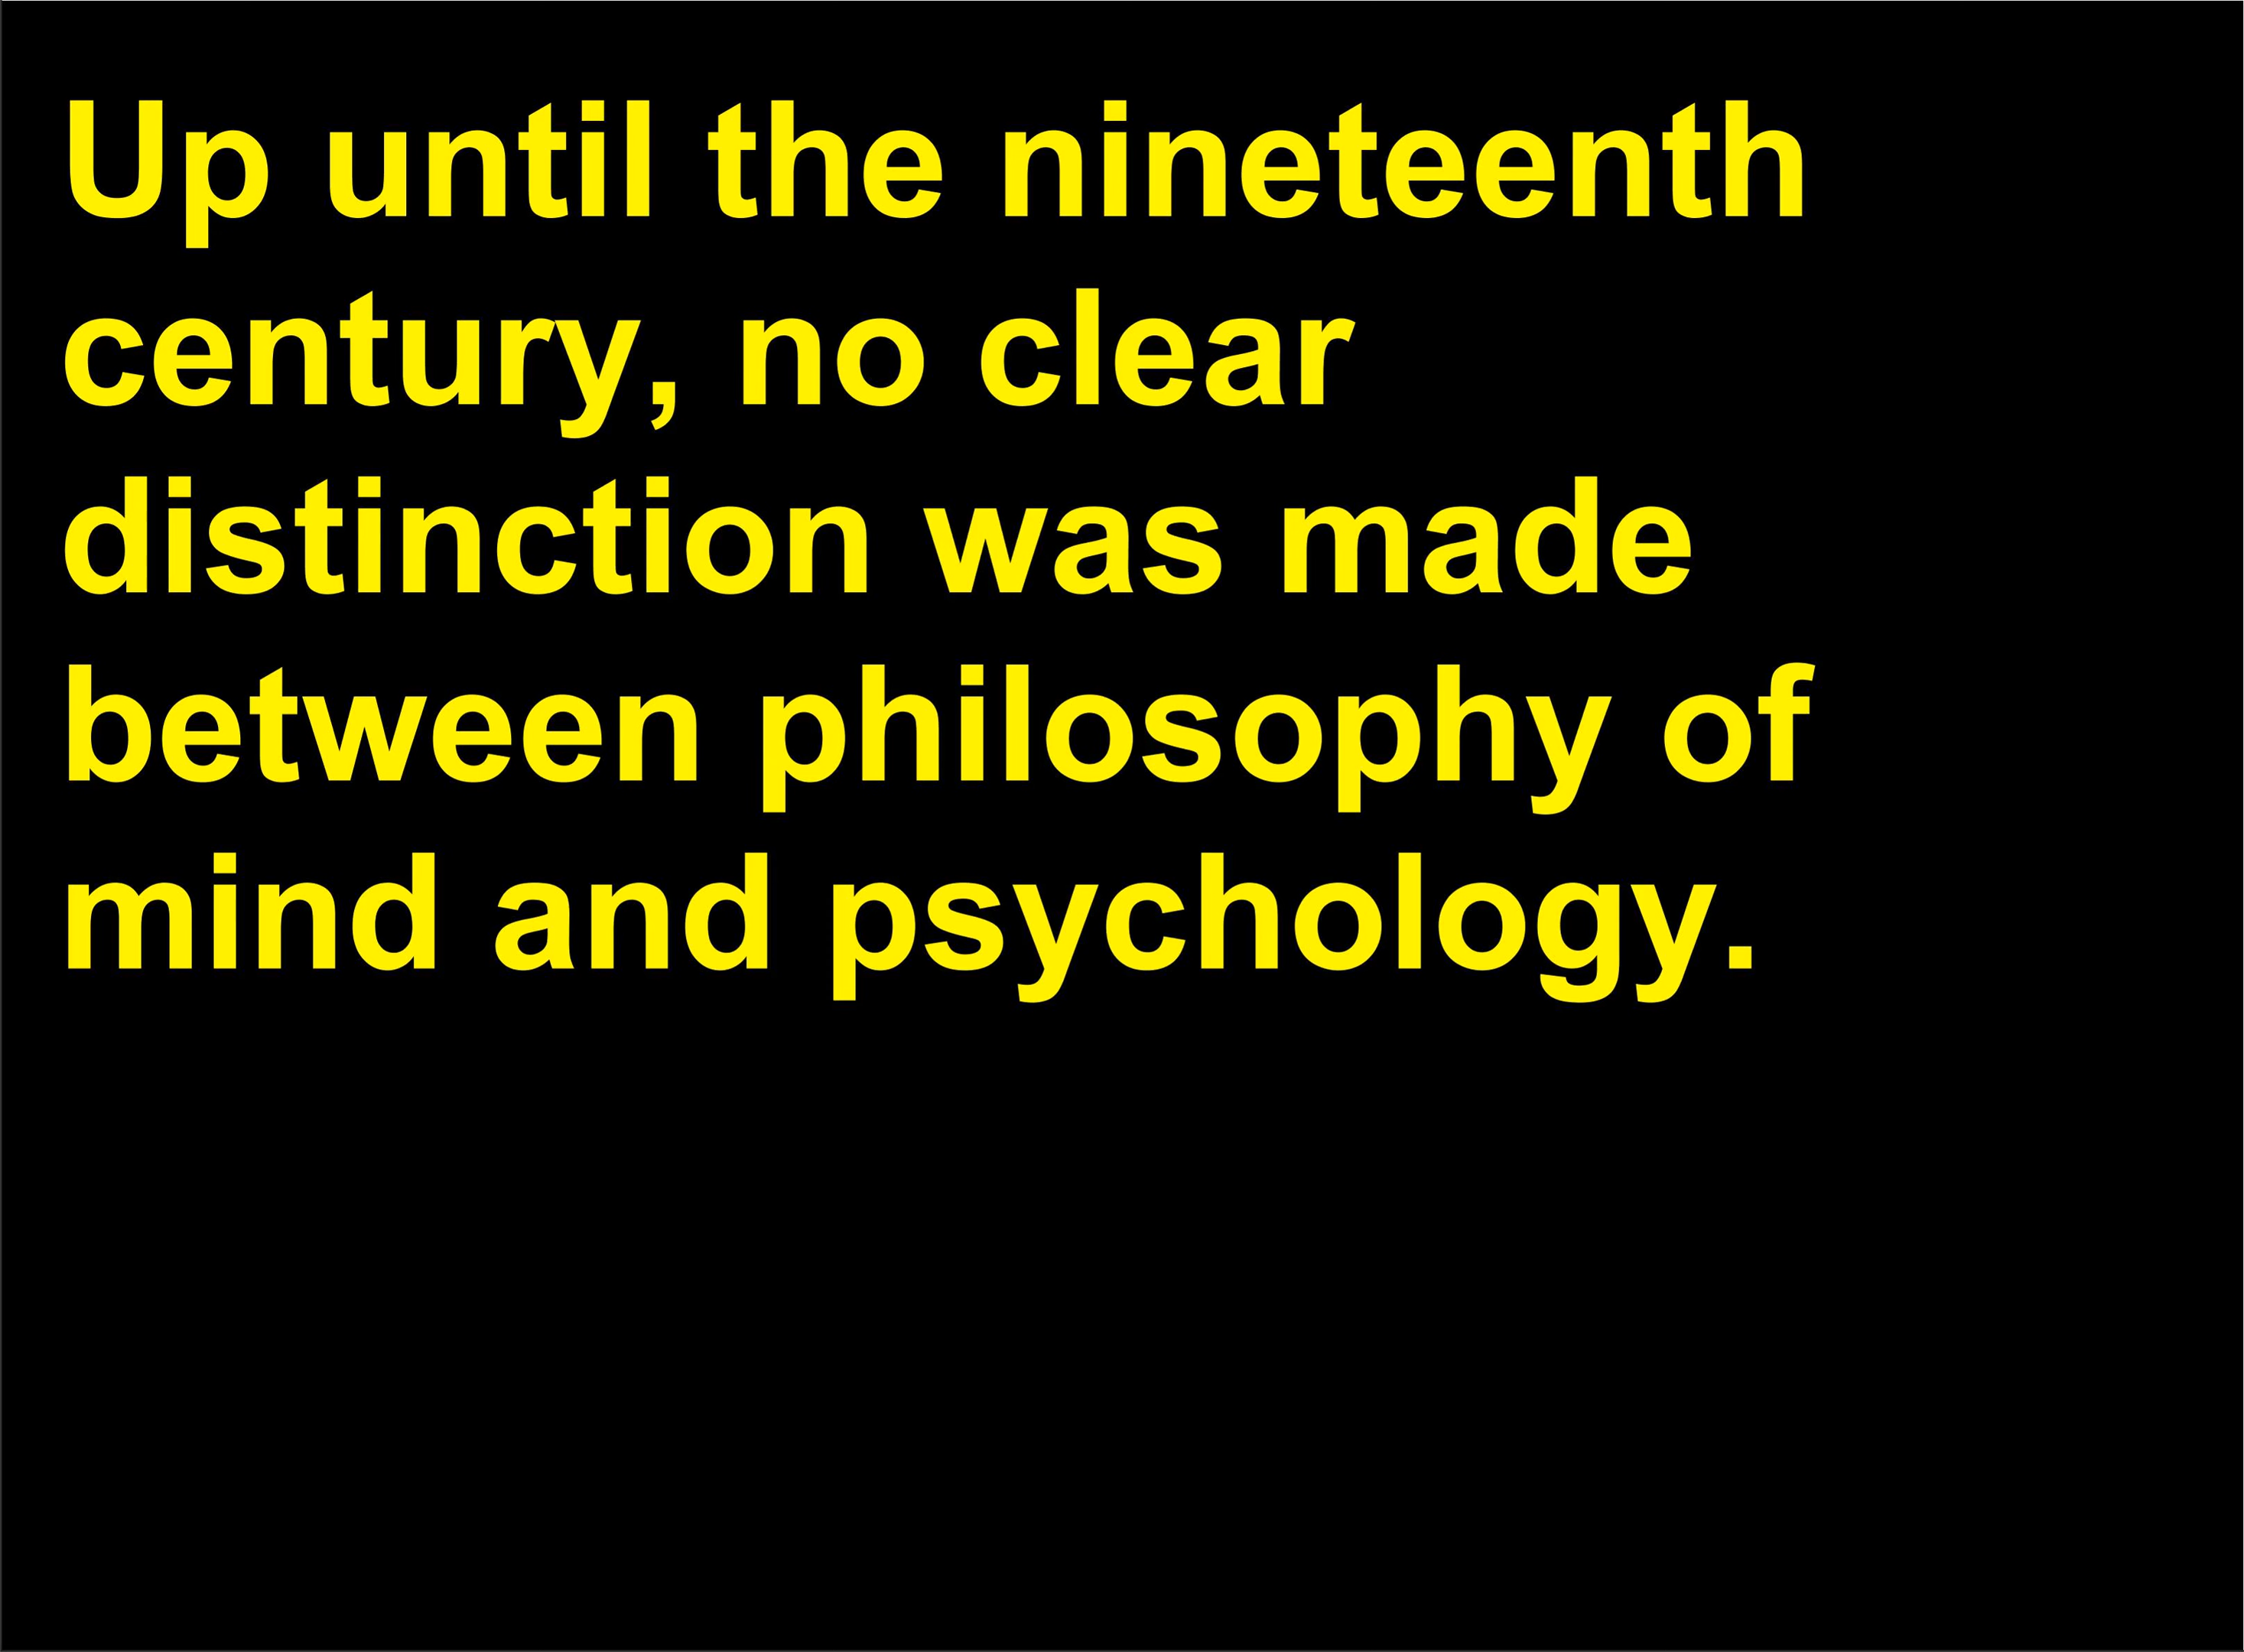 Up until the nineteenth
century, no clear
distinction was made
between philosophy of
mind and psychology.